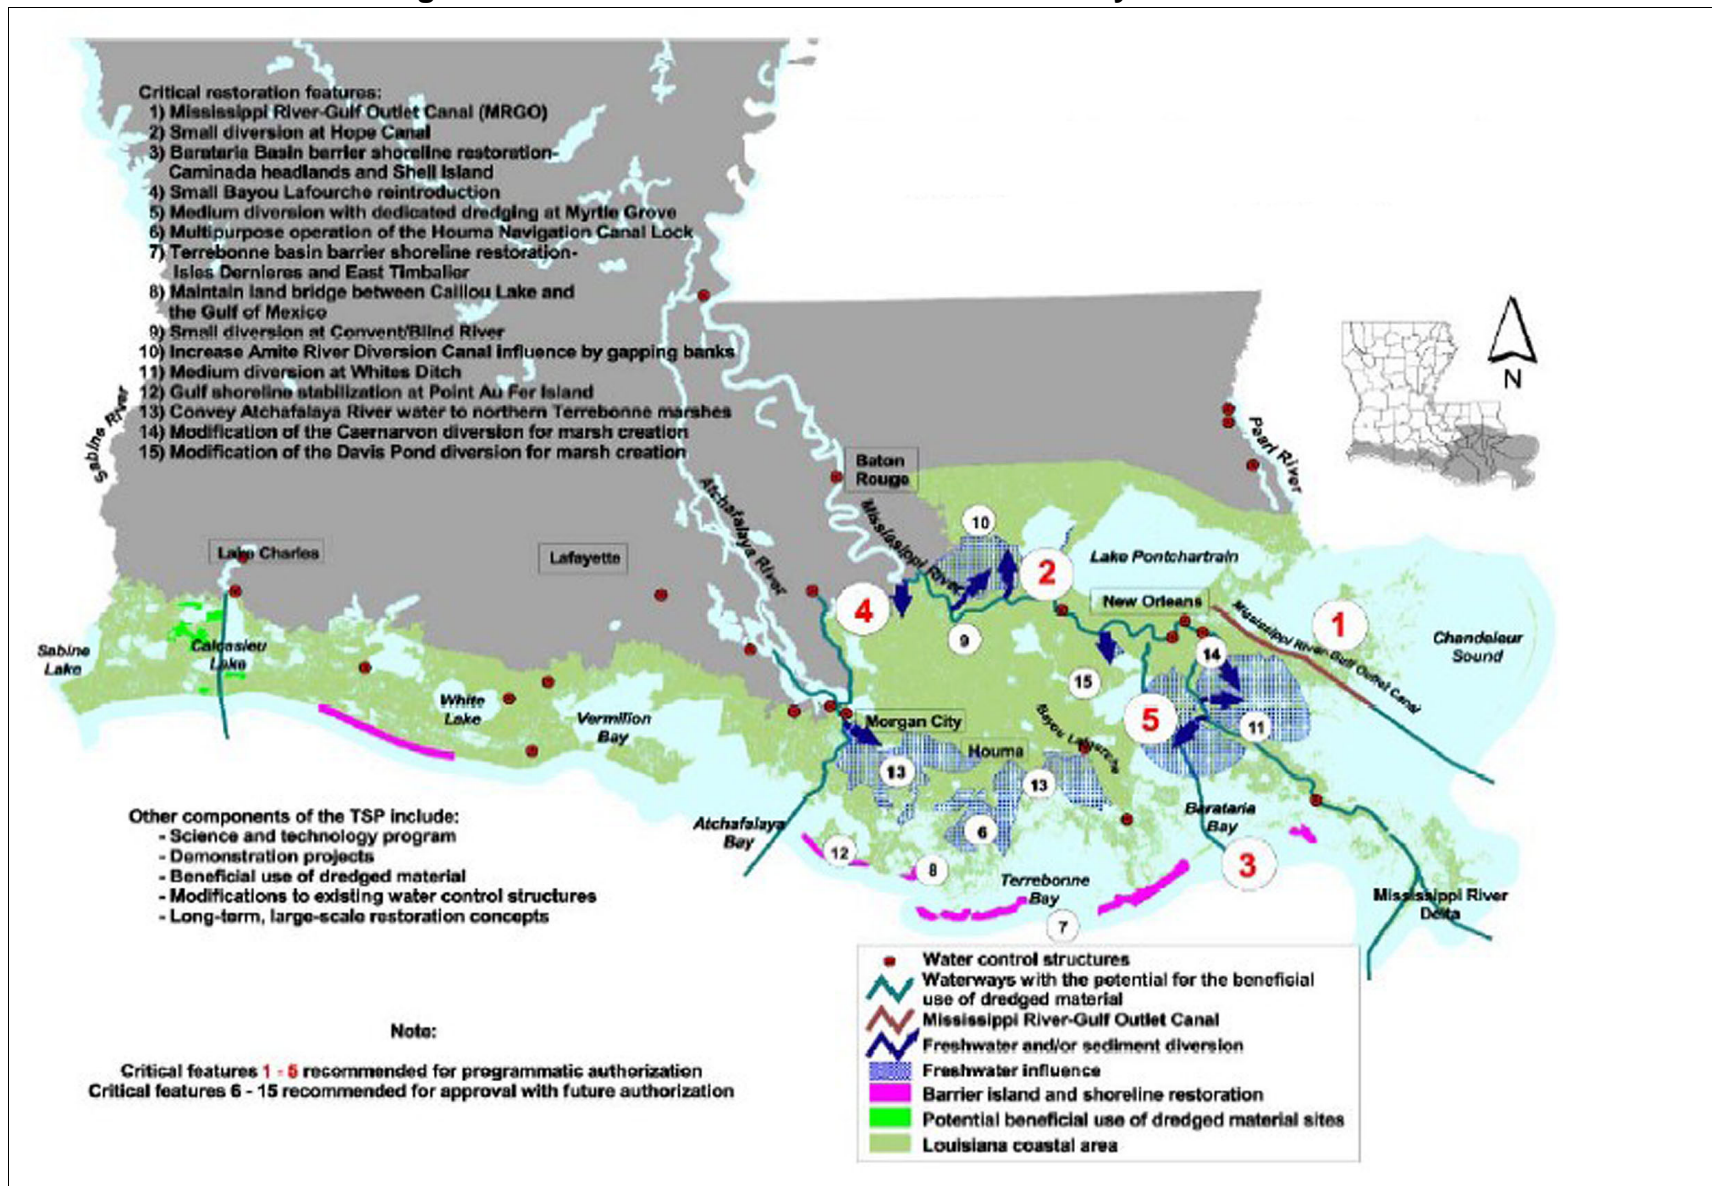 Critical restoration features:
1) Mississippi River-Gulf Outlet Canal (MRGO)
2) Small diversion at Hope Canal
3) Barataria Basin barrier shoreline restoration-
Caminada headlands and Shell Island
4) Small Bayou Lafourche reintroduction
5) Medium diversion with dedicated dredging at Myrtle Grove
6) Multipurpose operation of the Houma Navigation Canal Lock
7) Terrebonne basin barrier shoreline restoration-
Isles Dernieres and East Timbalier
8) Maintain land bridge between Caillou Lake and
the Gulf of Mexico
9) Small diversion at Convent/Blind River
10) Increase Amite River Diversion Canal influence by gapping banks
11) Medium diversion at Whites Ditch
12) Gulf shoreline stabilization at Point Au Fer Island
13) Convey Atchafalaya River water to northern Terrebonne marshes
14) Modification of the Caernarvon diversion for marsh creation
15) Modification of the Davis Pond diversion for marsh creation
N
Sabine River
Pearl River
Baton
Rouge
Atchafalaya River
Mississippi River
10
Lake Charles
Lafayette
2
Lake Pontchartrain
4
New Orleans
Mississippi River-Gulf Outlet Canal
1
9
Chandeleur
Sound
Sabine
Lake
Calcasieu
Lake
14
15
White
Lake
Vermilion
Bay
Morgan City
Houma
Bayou Lafourche
5
11
13
13
6
Atchafalaya
Bay
Barataria
Bay
12
8
3
Terrebonne
Bay
7
Mississippi River
Delta
Other components of the TSP include:
- Science and technology program
- Demonstration projects
- Beneficial use of dredged material
- Modifications to existing water control structures
- Long-term, large-scale restoration concepts
Note:
Critical features 1 - 5 recommended for programmatic authorization
Critical features 6 - 15 recommended for approval with future authorization
Water control structures
Waterways with the potential for the beneficial
use of dredged material
Mississippi River-Gulf Outlet Canal
Freshwater and/or sediment diversion
Freshwater influence
Barrier island and shoreline restoration
Potential beneficial use of dredged material sites
Louisiana coastal area